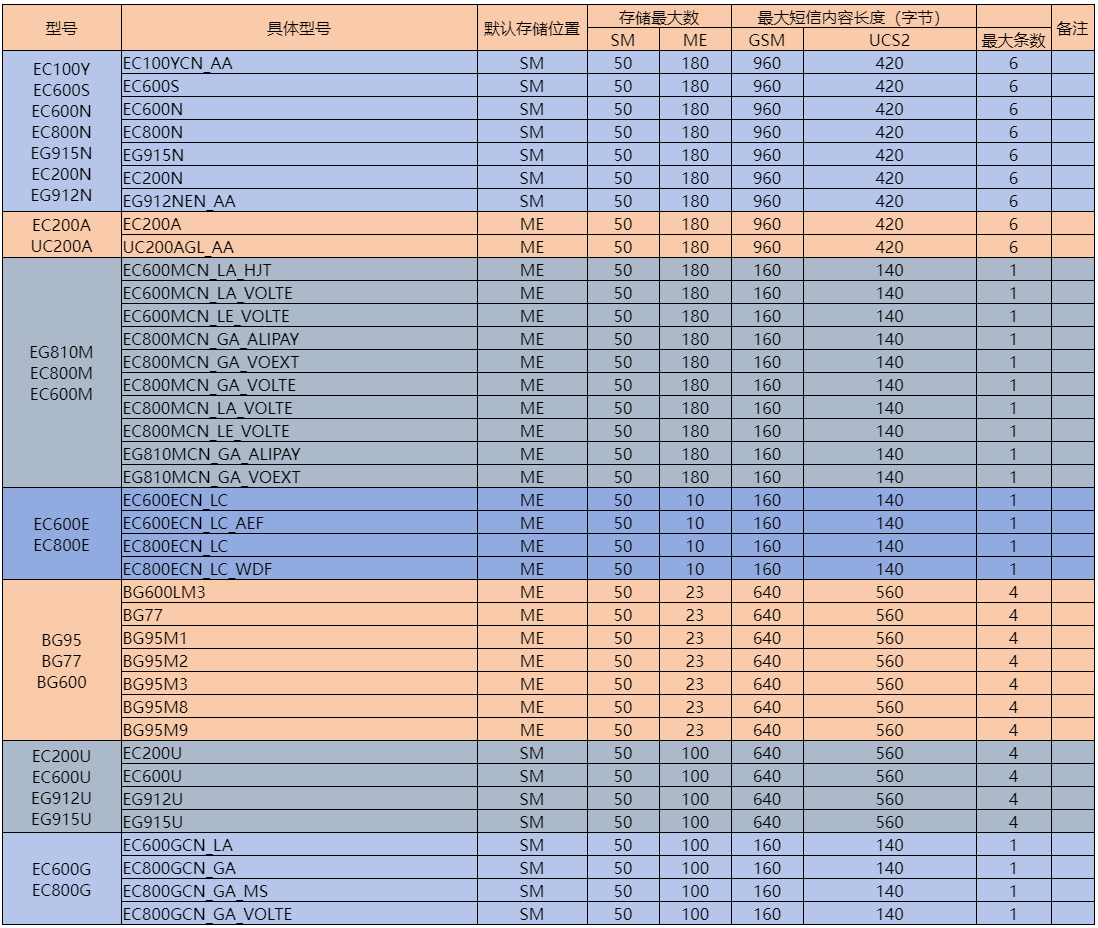 型号 具体型号 默认存储位置 存储最大数 最大短信内容长度（字节） 备注
SM ME GSM UCS2 最大条数
EC100Y
EC600S
EC600N
EC800N
EG915N
EC200N
EG912N
EC100YCN_AA SM 50 180 960 420 6
EC600S SM 50 180 960 420 6
EC600N SM 50 180 960 420 6
EC800N SM 50 180 960 420 6
EG915N SM 50 180 960 420 6
EC200N SM 50 180 960 420 6
EG912NEN_AA SM 50 180 960 420 6
EC200A
UC200A
EC200A ME 50 180 960 420 6
UC200AGL_AA ME 50 180 960 420 6
EG810M
EC800M
EC600M
EC600MCN_LA_HJT ME 50 180 160 140 1
EC600MCN_LA_VOLTE ME 50 180 160 140 1
EC600MCN_LE_VOLTE ME 50 180 160 140 1
EC800MCN_GA_ALIPAY ME 50 180 160 140 1
EC800MCN_GA_VOEXT ME 50 180 160 140 1
EC800MCN_GA_VOLTE ME 50 180 160 140 1
EC800MCN_LA_VOLTE ME 50 180 160 140 1
EC800MCN_LE_VOLTE ME 50 180 160 140 1
EG810MCN_GA_ALIPAY ME 50 180 160 140 1
EG810MCN_GA_VOEXT ME 50 180 160 140 1
EC600E
EC800E
EC600ECN_LC ME 50 10 160 140 1
EC600ECN_LC_AEF ME 50 10 160 140 1
EC800ECN_LC ME 50 10 160 140 1
EC800ECN_LC_WDF ME 50 10 160 140 1
BG95
BG77
BG600
BG600LM3 ME 50 23 640 560 4
BG77 ME 50 23 640 560 4
BG95M1 ME 50 23 640 560 4
BG95M2 ME 50 23 640 560 4
BG95M3 ME 50 23 640 560 4
BG95M8 ME 50 23 640 560 4
BG95M9 ME 50 23 640 560 4
EC200U
EC600U
EG912U
EG915U
EC200U SM 50 100 640 560 4
EC600U SM 50 100 640 560 4
EG912U SM 50 100 640 560 4
EG915U SM 50 100 640 560 4
EC600G
EC800G
EC600GCN_LA SM 50 100 160 140 1
EC800GCN_GA SM 50 100 160 140 1
EC800GCN_GA_MS SM 50 100 160 140 1
EC800GCN_GA_VOLTE SM 50 100 160 140 1